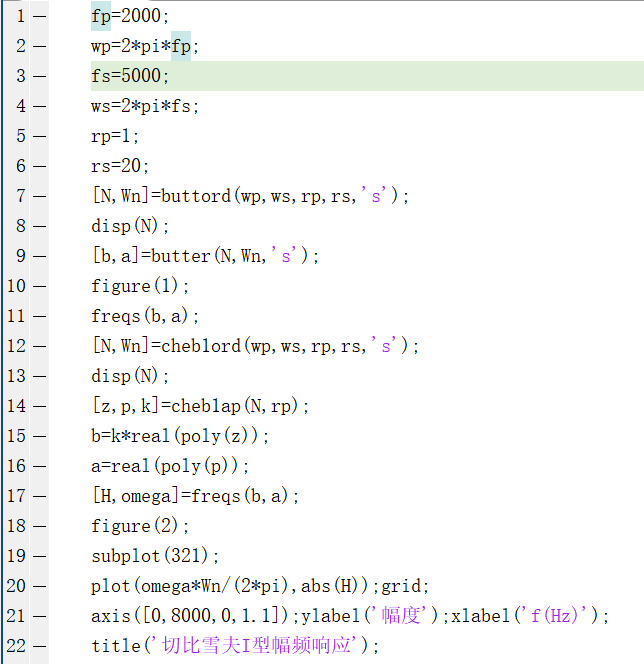 1 — fp=2000;
2 — wp=2*pi*fp;
3 — fs=5000;
4 — ws=2*pi*fs;
5 — rp=1;
6 — rs=20;
7 — [N,Wn]=buttord(wp,ws,rp,rs,'s');
8 — disp(N);
9 — [b,a]=butter(N,Wn,'s');
10 — figure(1);
11 — freqs(b,a);
12 — [N,Wn]=cheb1ord(wp,ws,rp,rs,'s');
13 — disp(N);
14 — [z,p,k]=cheb1ap(N,rp);
15 — b=k*real(poly(z));
16 — a=real(poly(p));
17 — [H,omega]=freqs(b,a);
18 — figure(2);
19 — subplot(321);
20 — plot(omega*Wn/(2*pi),abs(H));grid;
21 — axis([0,8000,0,1.1]);ylabel('幅度');xlabel('f(Hz)');
22 — title('切比雪夫I型幅频响应');